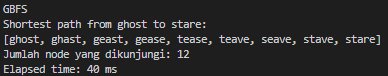 GBFS
Shortest path from ghost to stare:
[ghost, ghast, geast, gease, tease, teave, seave, stave, stare]
Jumlah node yang dikunjungi: 12
Elapsed time: 40 ms